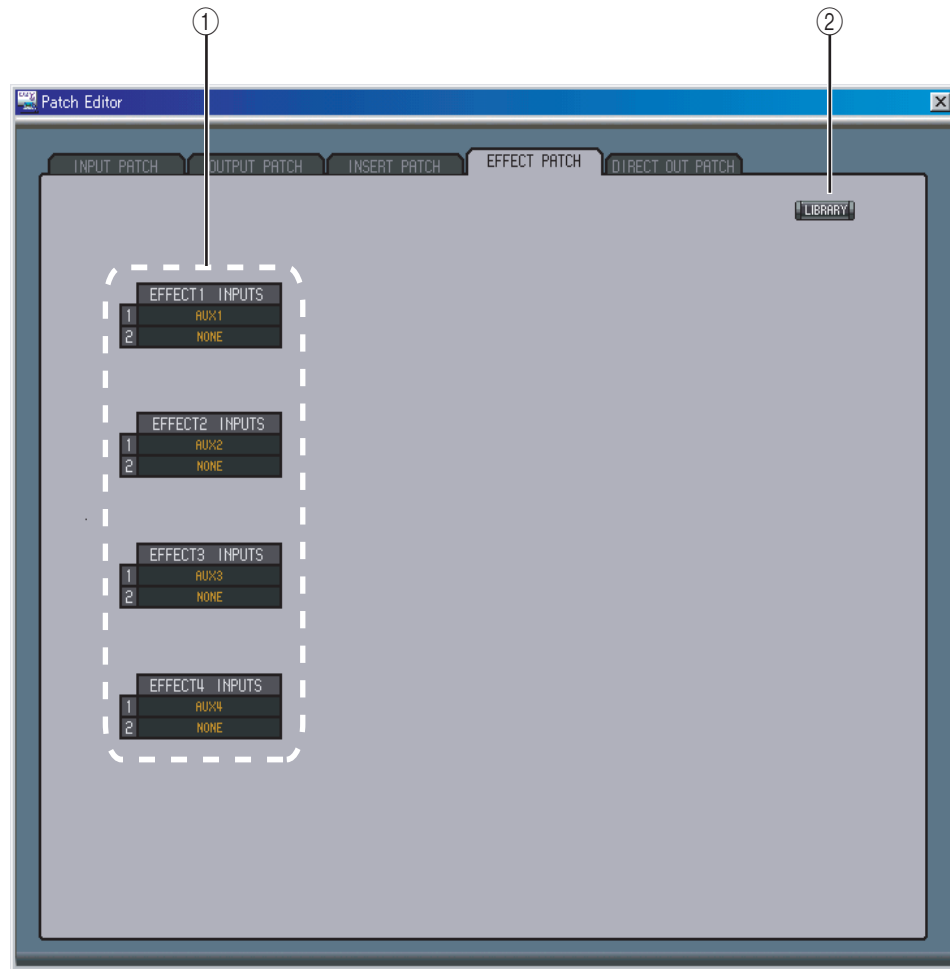 ① ②
Patch Editor
INPUT PATCH OUTPUT PATCH INSERT PATCH EFFECT PATCH DIRECT OUT PATCH
LIBRARY
EFFECT1 INPUTS
1 AUX1
2 NONE
EFFECT2 INPUTS
1 AUX2
2 NONE
EFFECT3 INPUTS
1 AUX3
2 NONE
EFFECT4 INPUTS
1 AUX4
2 NONE